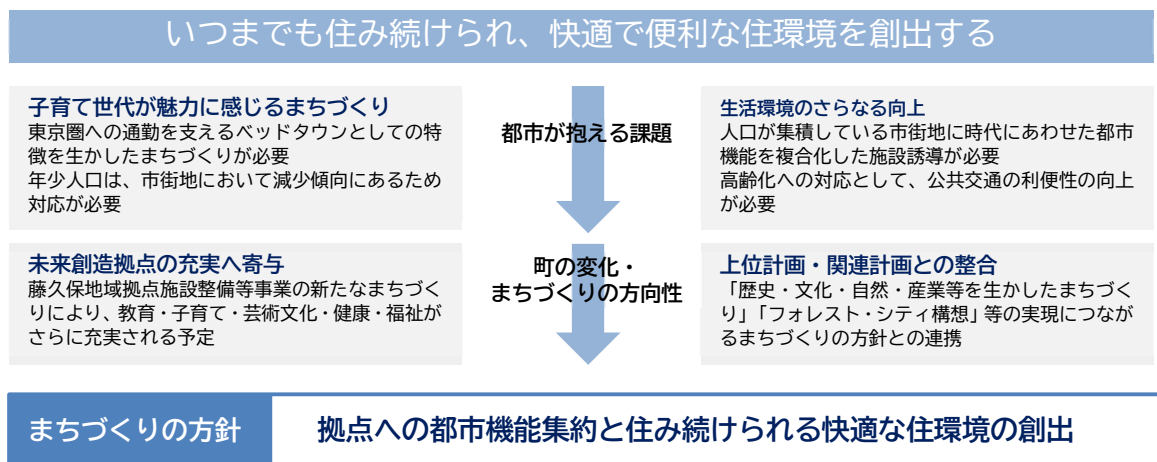 いつまでも住み続けられ、快適で便利な住環境を創出する
子育て世代が魅力に感じるまちづくり
東京圏への通勤を支えるベッドタウンとしての特
徴を生かしたまちづくりが必要
年少人口は、市街地において減少傾向にあるため
対応が必要
都市が抱える課題
生活環境のさらなる向上
人口が集積している市街地に時代にあわせた都市
機能を複合化した施設誘導が必要
高齢化への対応として、公共交通の利便性の向上
が必要
未来創造拠点の充実へ寄与
藤久保地域拠点施設整備等事業の新たなまちづく
りにより、教育・子育て・芸術文化・健康・福祉が
さらに充実される予定
町の変化・
まちづくりの方向性
上位計画・関連計画との整合
「歴史・文化・自然・産業等を生かしたまちづく
り」「フォレスト・シティ構想」等の実現につなが
るまちづくりの方針との連携
まちづくりの方針
拠点への都市機能集約と住み続けられる快適な住環境の創出